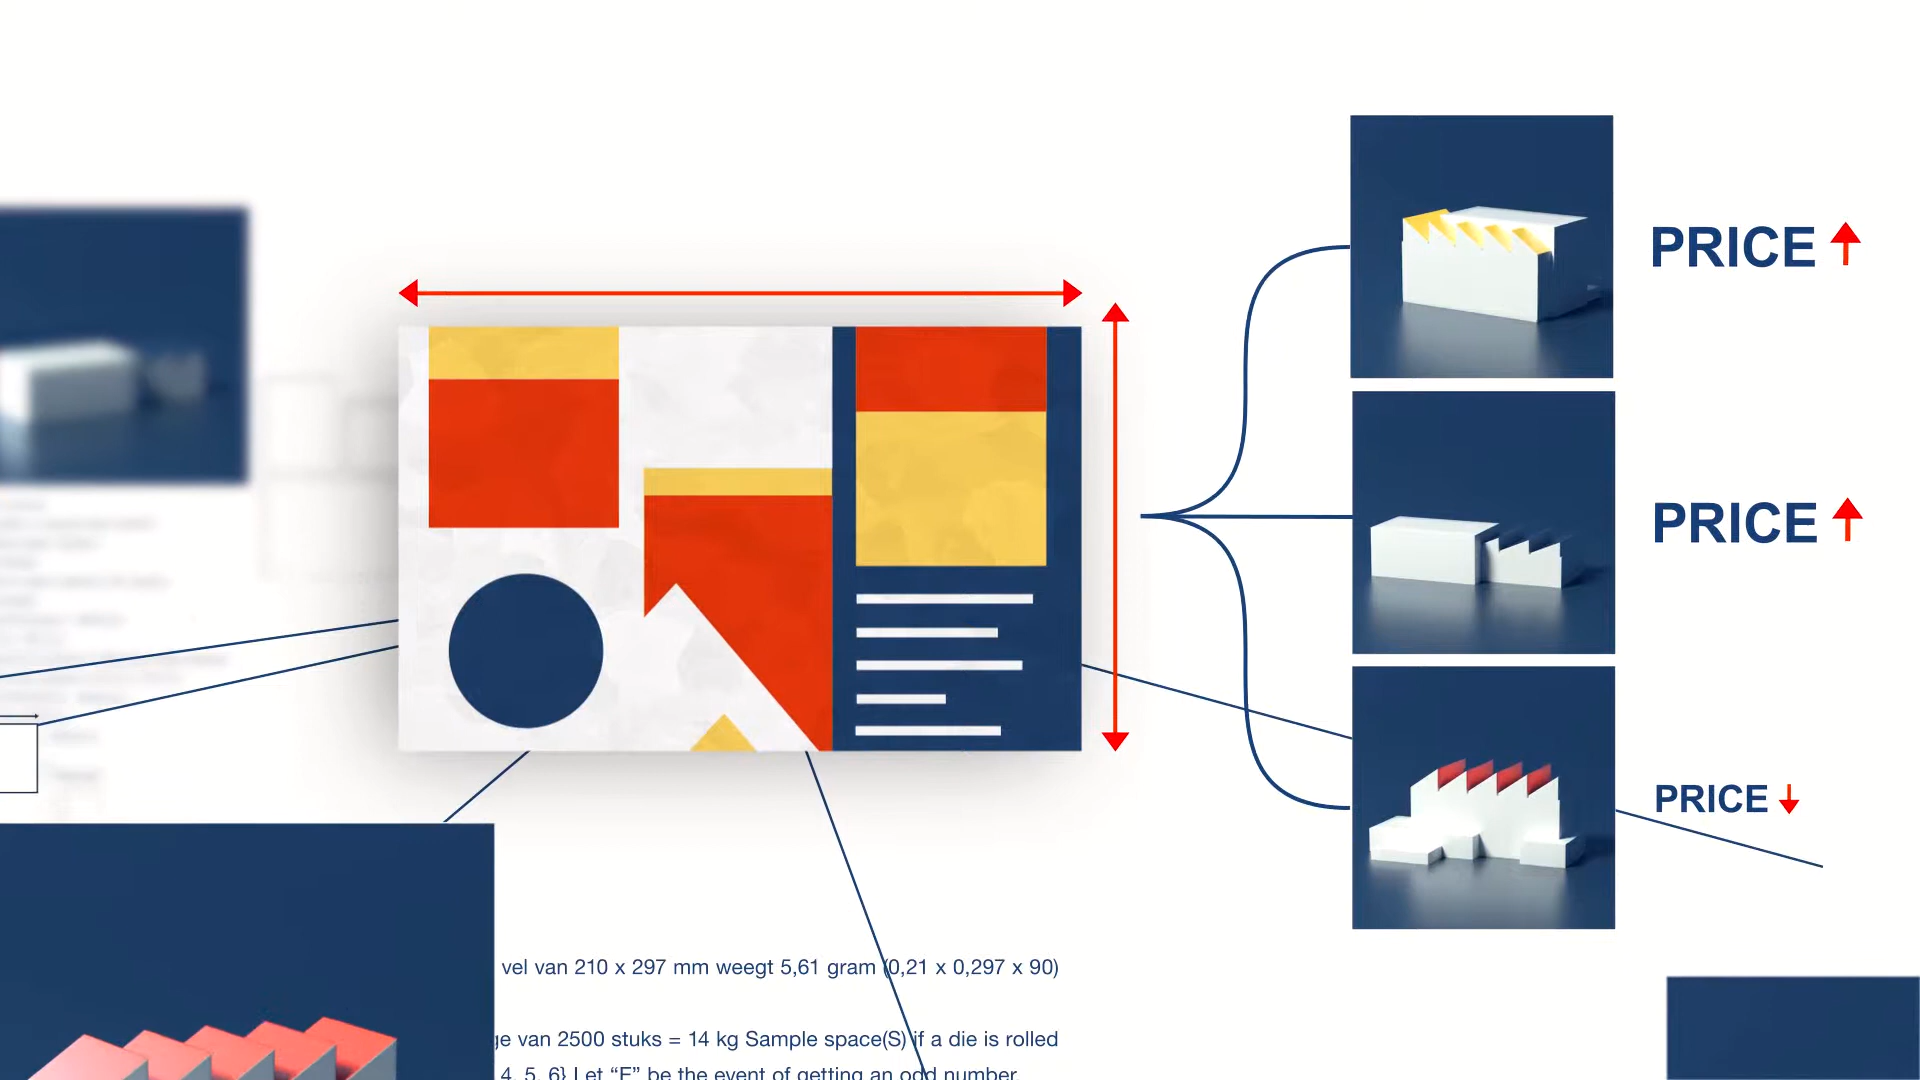 PRICE
PRICE
PRICE
vel van 210 x 297 mm weegt 5,61 gram (0,21 x 0,297 x 90)
ge van 2500 stuks = 14 kg Sample space(S) if a die is rolled
4, 5, 6} Let “E” be the event of getting an odd number.